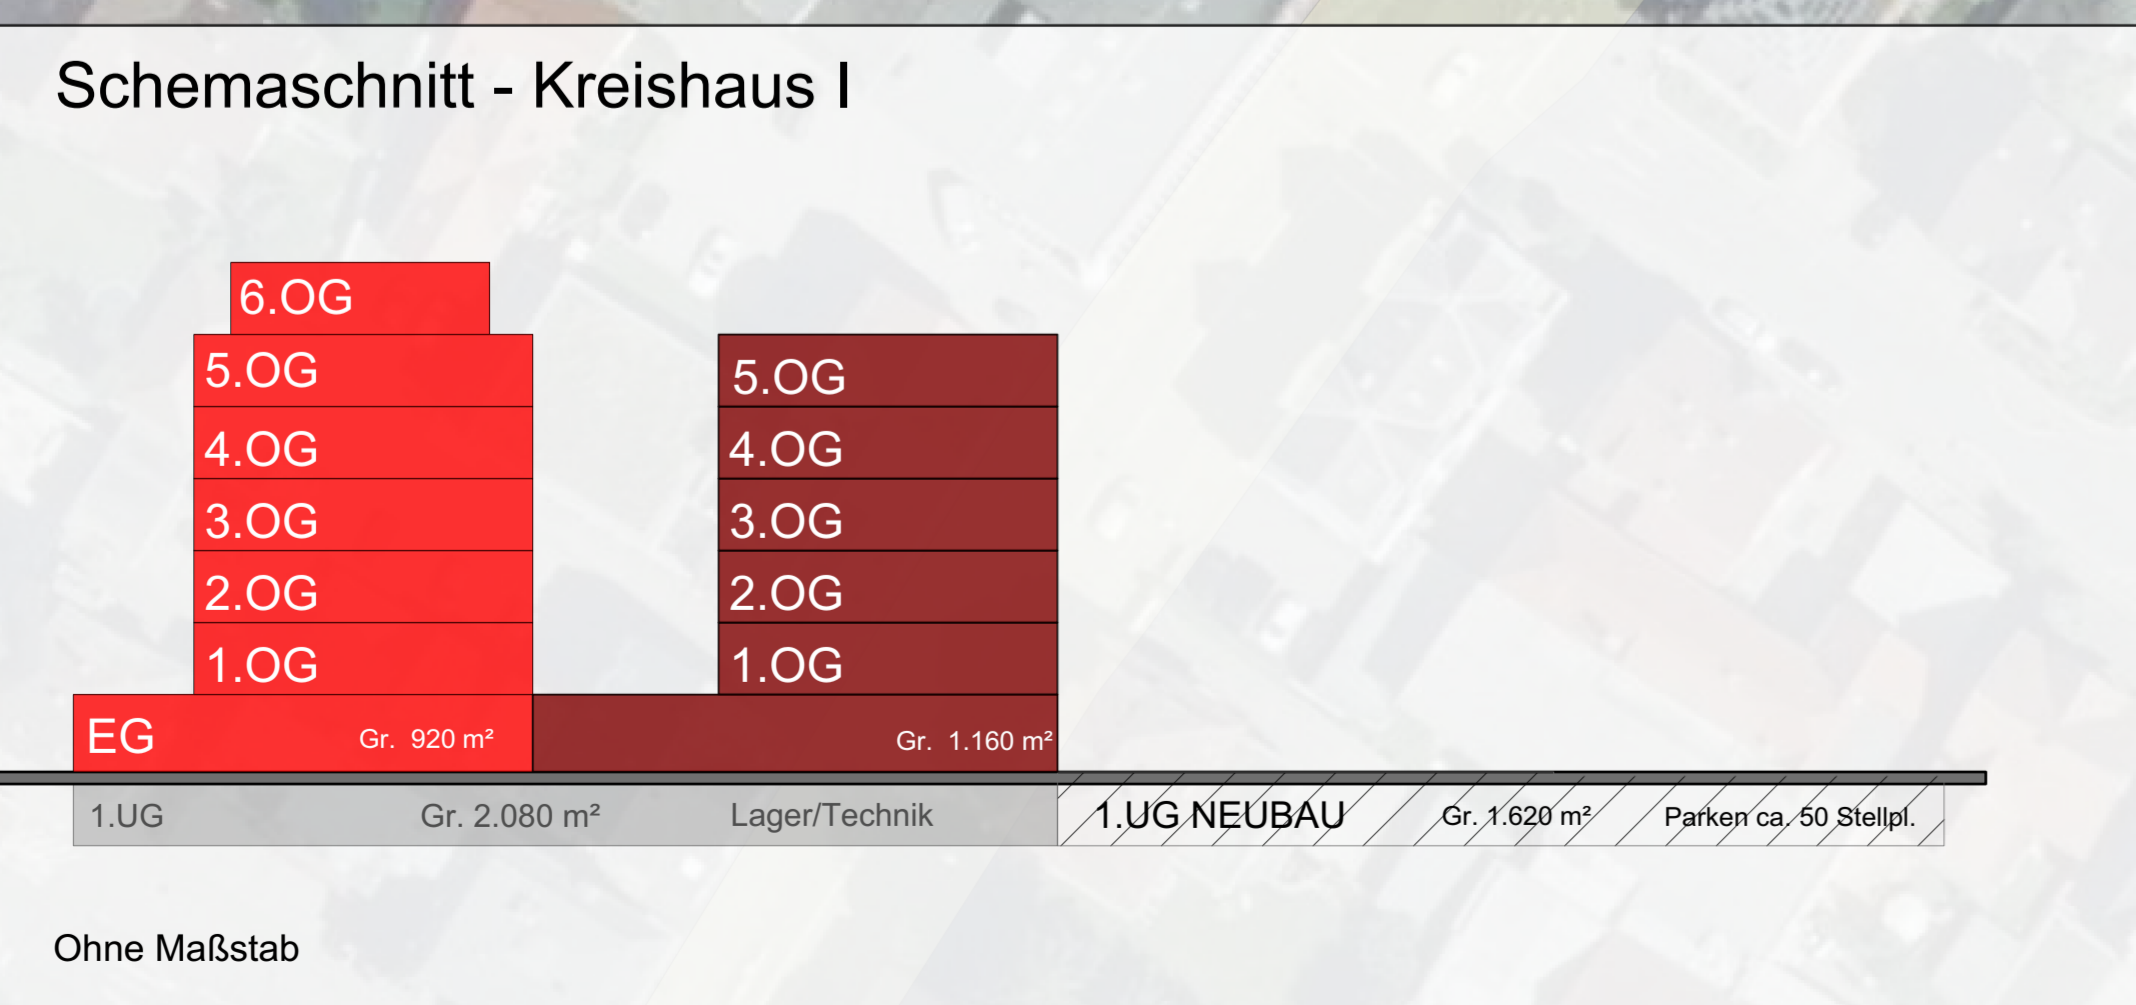 Schemaschnitt - Kreishaus I
6.OG
5.OG
4.OG
3.OG
2.OG
1.OG
EG Gr. 920 m²
5.OG
4.OG
3.OG
2.OG
1.OG
Gr. 1.160 m²
1.UG Gr. 2.080 m² Lager/Technik
1.UG NEUBAU Gr. 1.620 m² Parken ca. 50 Stellpl.
Ohne Maßstab